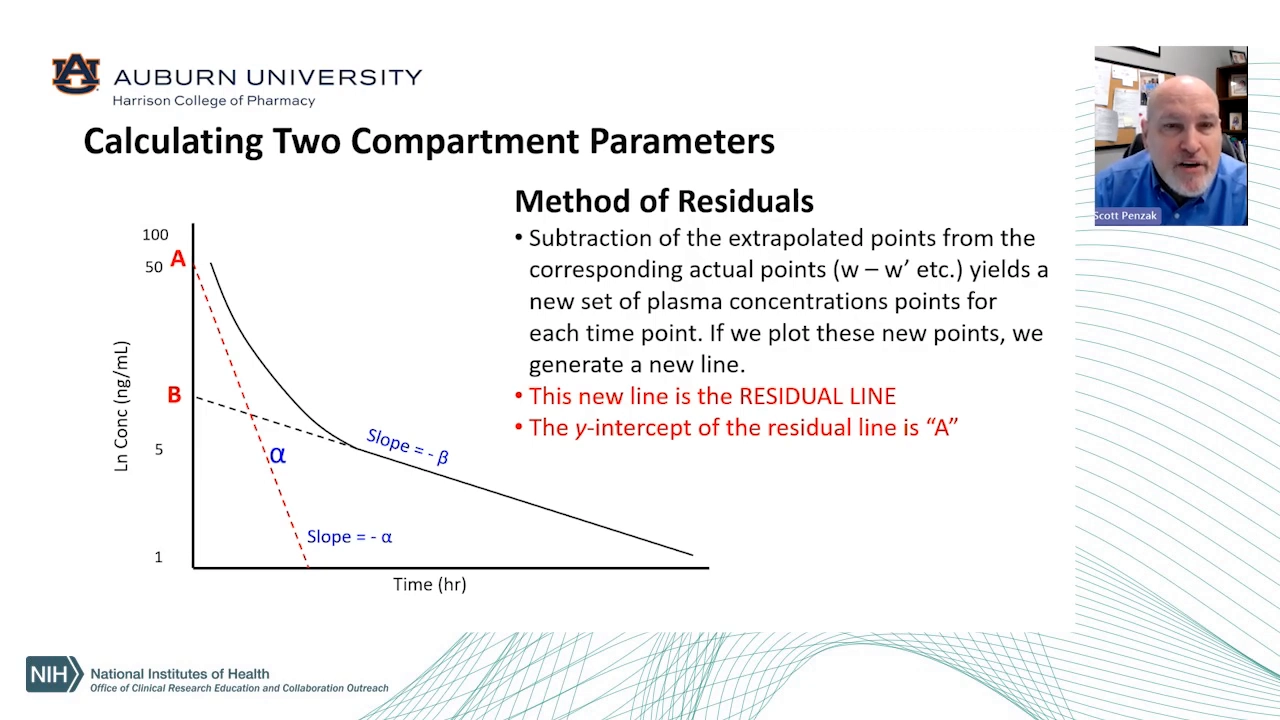 AUBURN UNIVERSITY
Harrison College of Pharmacy
Calculating Two Compartment Parameters
Method of Residuals
• Subtraction of the extrapolated points from the
corresponding actual points (w – w’ etc.) yields a
new set of plasma concentrations points for
each time point. If we plot these new points, we
generate a new line.
• This new line is the RESIDUAL LINE
• The y-intercept of the residual line is “A”
100
A
50
B
5
1
Ln Conc (ng/mL)
Slope = - β
α
Slope = - α
Time (hr)
Scott Penzak
NIH
National Institutes of Health
Office of Clinical Research Education and Collaboration Outreach